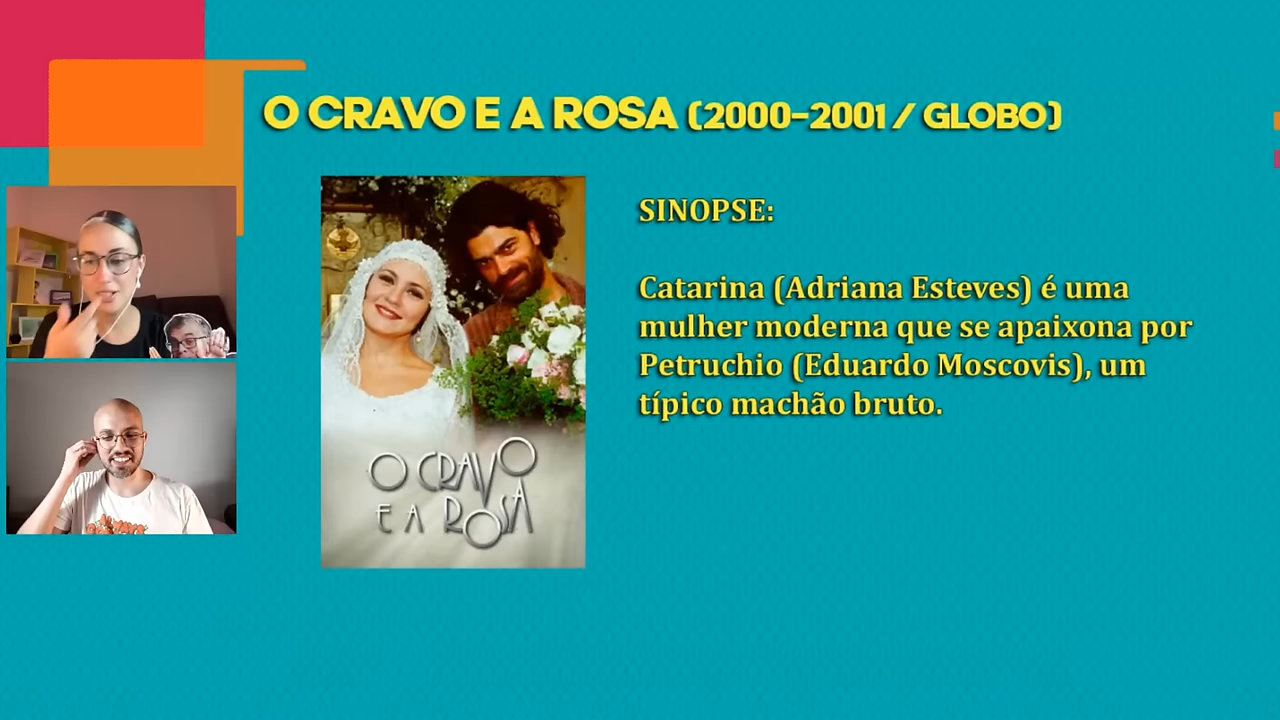 O CRAVO E A ROSA (2000-2001 / GLOBO)
SINOPSE:
Catarina (Adriana Esteves) é uma
mulher moderna que se apaixona por
Petruchio (Eduardo Moscovis), um
típico machão bruto.
O CRAVO
E A ROSA